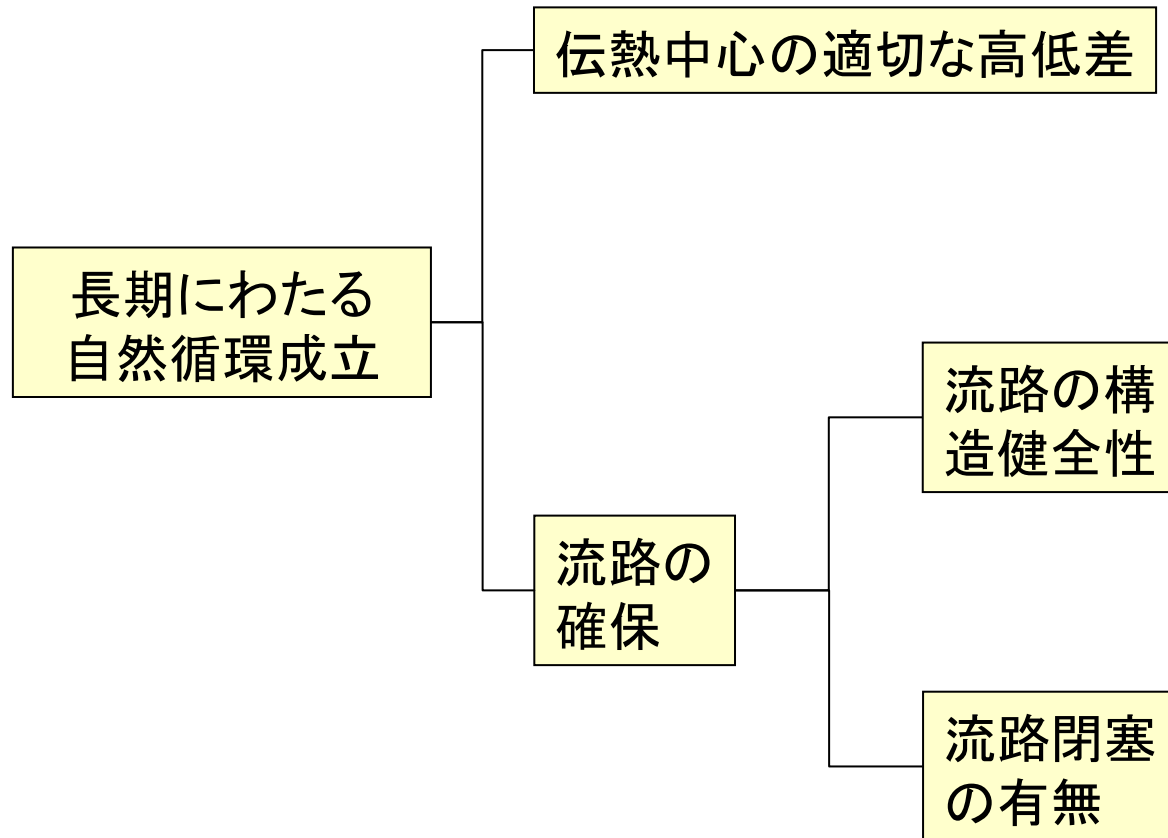 伝熱中心の適切な高低差
長期にわたる
自然循環成立
流路の構
造健全性
流路の
確保
流路閉塞
の有無